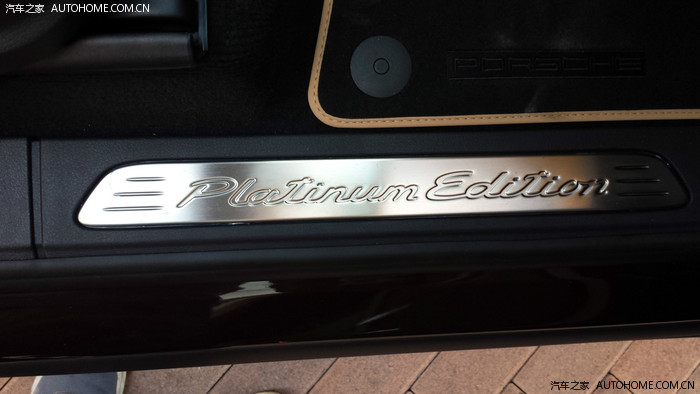 汽车之家 AUTOHOME.COM.CN
PORSCHE
Platinum Edition
汽车之家 AUTOHOME.COM.CN